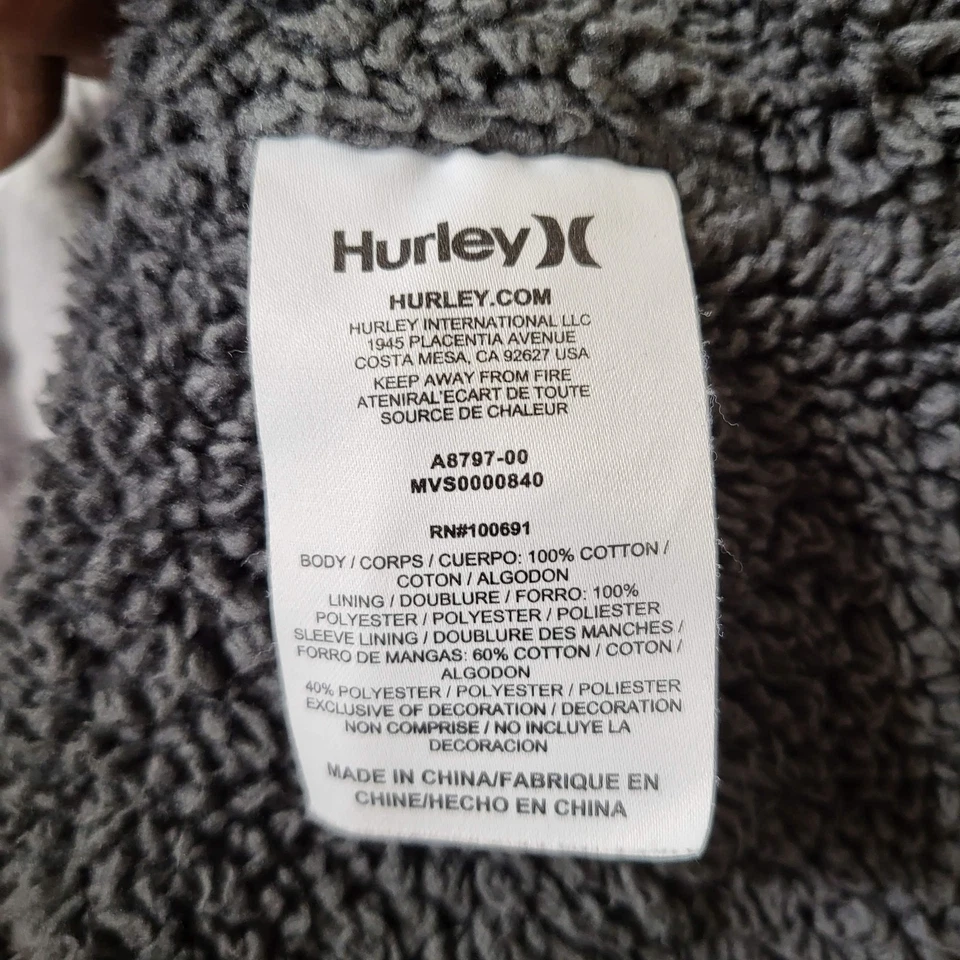 Hurley
HURLEY.COM
HURLEY INTERNATIONAL LLC
1945 PLACENTIA AVENUE
COSTA MESA, CA 92627 USA
KEEP AWAY FROM FIRE
ATENIRAL'ECART DE TOUTE
SOURCE DE CHALEUR
A8797-00
MVS0000840
RN#100691
BODY / CORPS / CUERPO: 100% COTTON /
COTON / ALGODON
LINING / DOUBLURE / FORRO: 100%
POLYESTER / POLYESTER / POLIESTER
SLEEVE LINING / DOUBLURE DES MANCHES /
FORRO DE MANGAS: 60% COTTON / COTON /
ALGODON
40% POLYESTER / POLYESTER / POLIESTER
EXCLUSIVE OF DECORATION / DECORATION
NON COMPRISE / NO INCLUYE LA
DECORACION
MADE IN CHINA/FABRIQUE EN
CHINE/HECHO EN CHINA